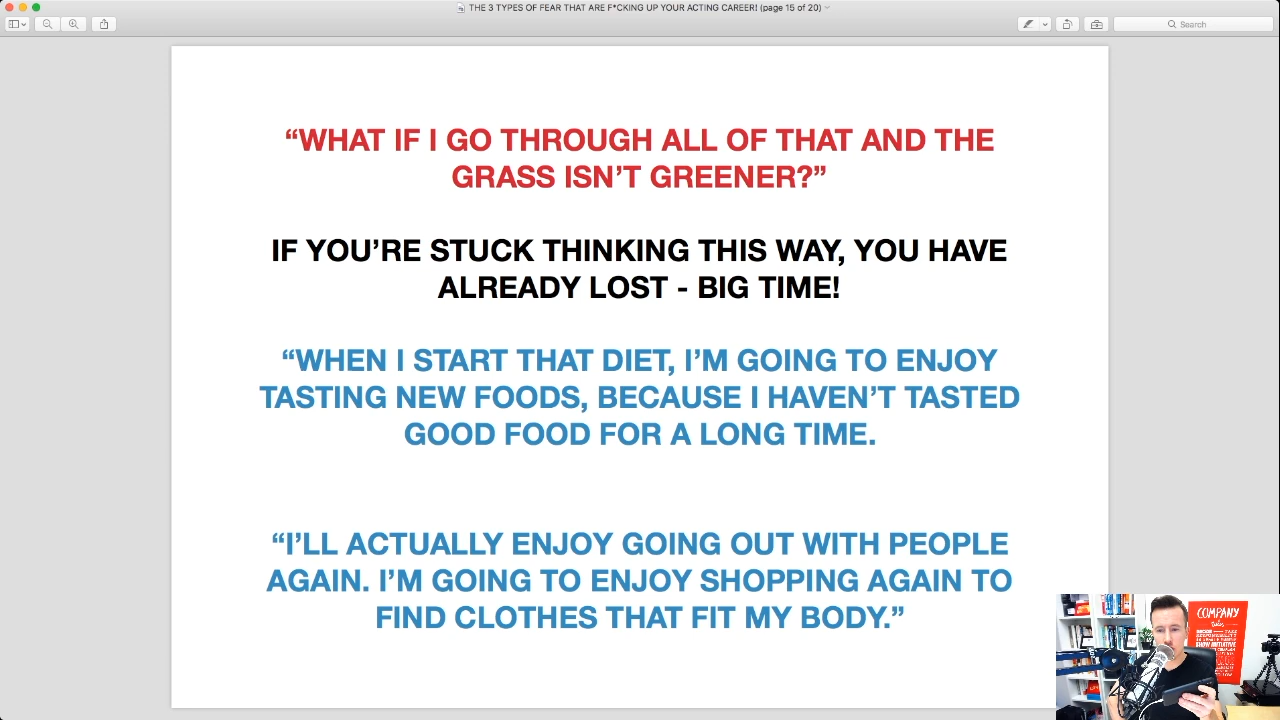 THE 3 TYPES OF FEAR THAT ARE F*CKING UP YOUR ACTING CAREER! (page 15 of 20)
Search
“WHAT IF I GO THROUGH ALL OF THAT AND THE
GRASS ISN’T GREENER?”
IF YOU’RE STUCK THINKING THIS WAY, YOU HAVE
ALREADY LOST - BIG TIME!
“WHEN I START THAT DIET, I’M GOING TO ENJOY
TASTING NEW FOODS, BECAUSE I HAVEN’T TASTED
GOOD FOOD FOR A LONG TIME.
“I’LL ACTUALLY ENJOY GOING OUT WITH PEOPLE
AGAIN. I’M GOING TO ENJOY SHOPPING AGAIN TO
FIND CLOTHES THAT FIT MY BODY.”
COMPANY
rules
SHOW INITIATIVE